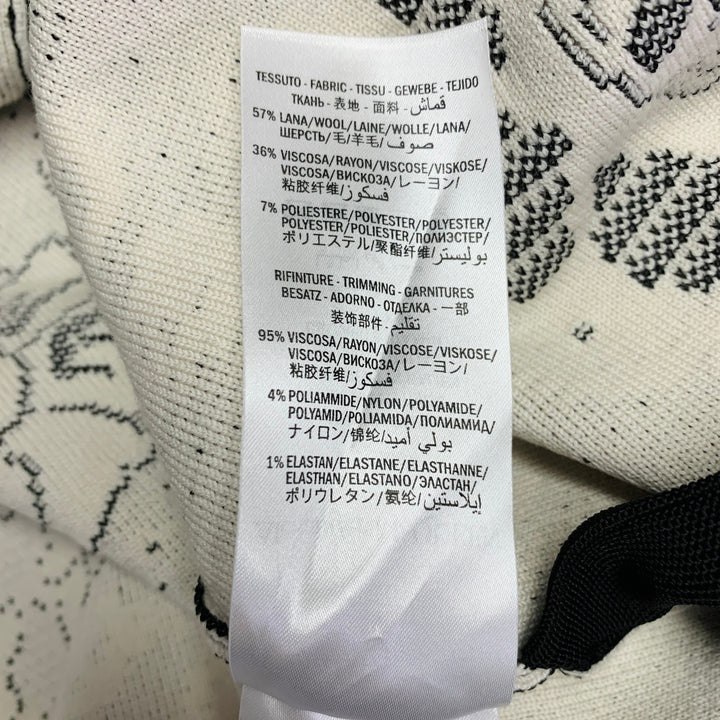 TESSUTO - FABRIC - TISSU - GEWEBE - TEJIDO
ТКАНЬ - 表地 - 面料 - قماش
57% LANA/WOOL/LAINE/WOLLE/LANA/
ШЕРСТЬ/毛/羊毛/صوف
36% VISCOSA/RAYON/VISCOSE/VISKOSE/
VISCOSA/ВИСКОЗА/レーヨン/
粘胶纤维/فسكوز
7% POLIESTERE/POLYESTER/POLYESTER/
POLYESTER/POLIESTER/ПОЛИЭСТЕР/
ポリエステル/聚酯纤维/بوليستر
RIFINITURE - TRIMMING - GARNITURES
BESATZ - ADORNO - ОТДЕЛКА - 一部
装饰部件 - تقليم
95% VISCOSA/RAYON/VISCOSE/VISKOSE/
VISCOSA/ВИСКОЗА/レーヨン/
粘胶纤维/فسكوز
4% POLIAMMIDE/NYLON/POLYAMIDE/
POLYAMID/POLIAMIDA/ПОЛИАМИД/
ナイロン/锦纶/بولي أميد
1% ELASTAN/ELASTANE/ELASTHANNE/
ELASTHAN/ELASTANO/ЭЛАСТАН/
ポリウレタン/氨纶/إيلاستين